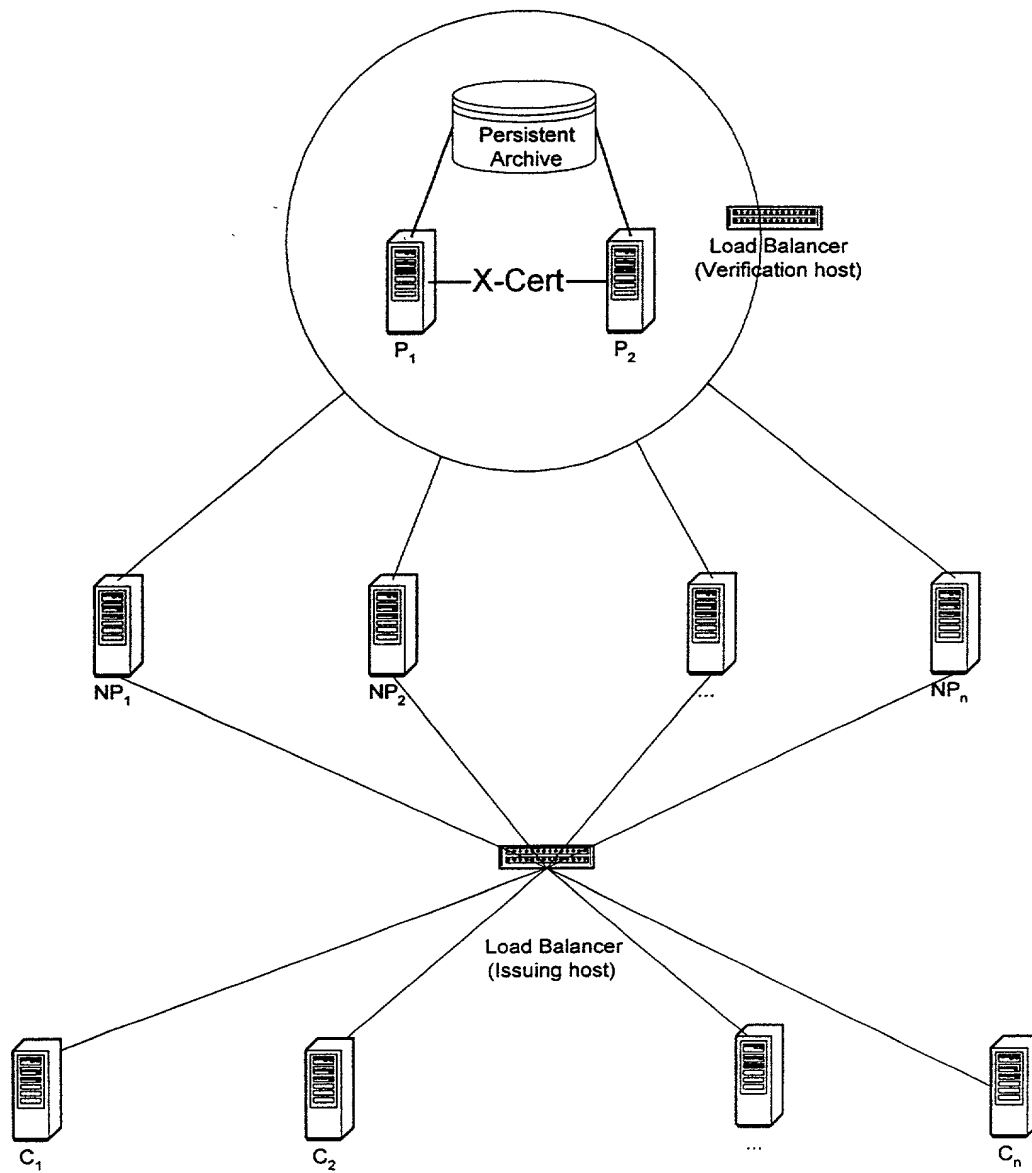 Persistent
Archive
Load Balancer
(Verification host)
X-Cert
P1
P2
NP1
NP2
...
NPn
Load Balancer
(Issuing host)
C1
C2
...
Cn